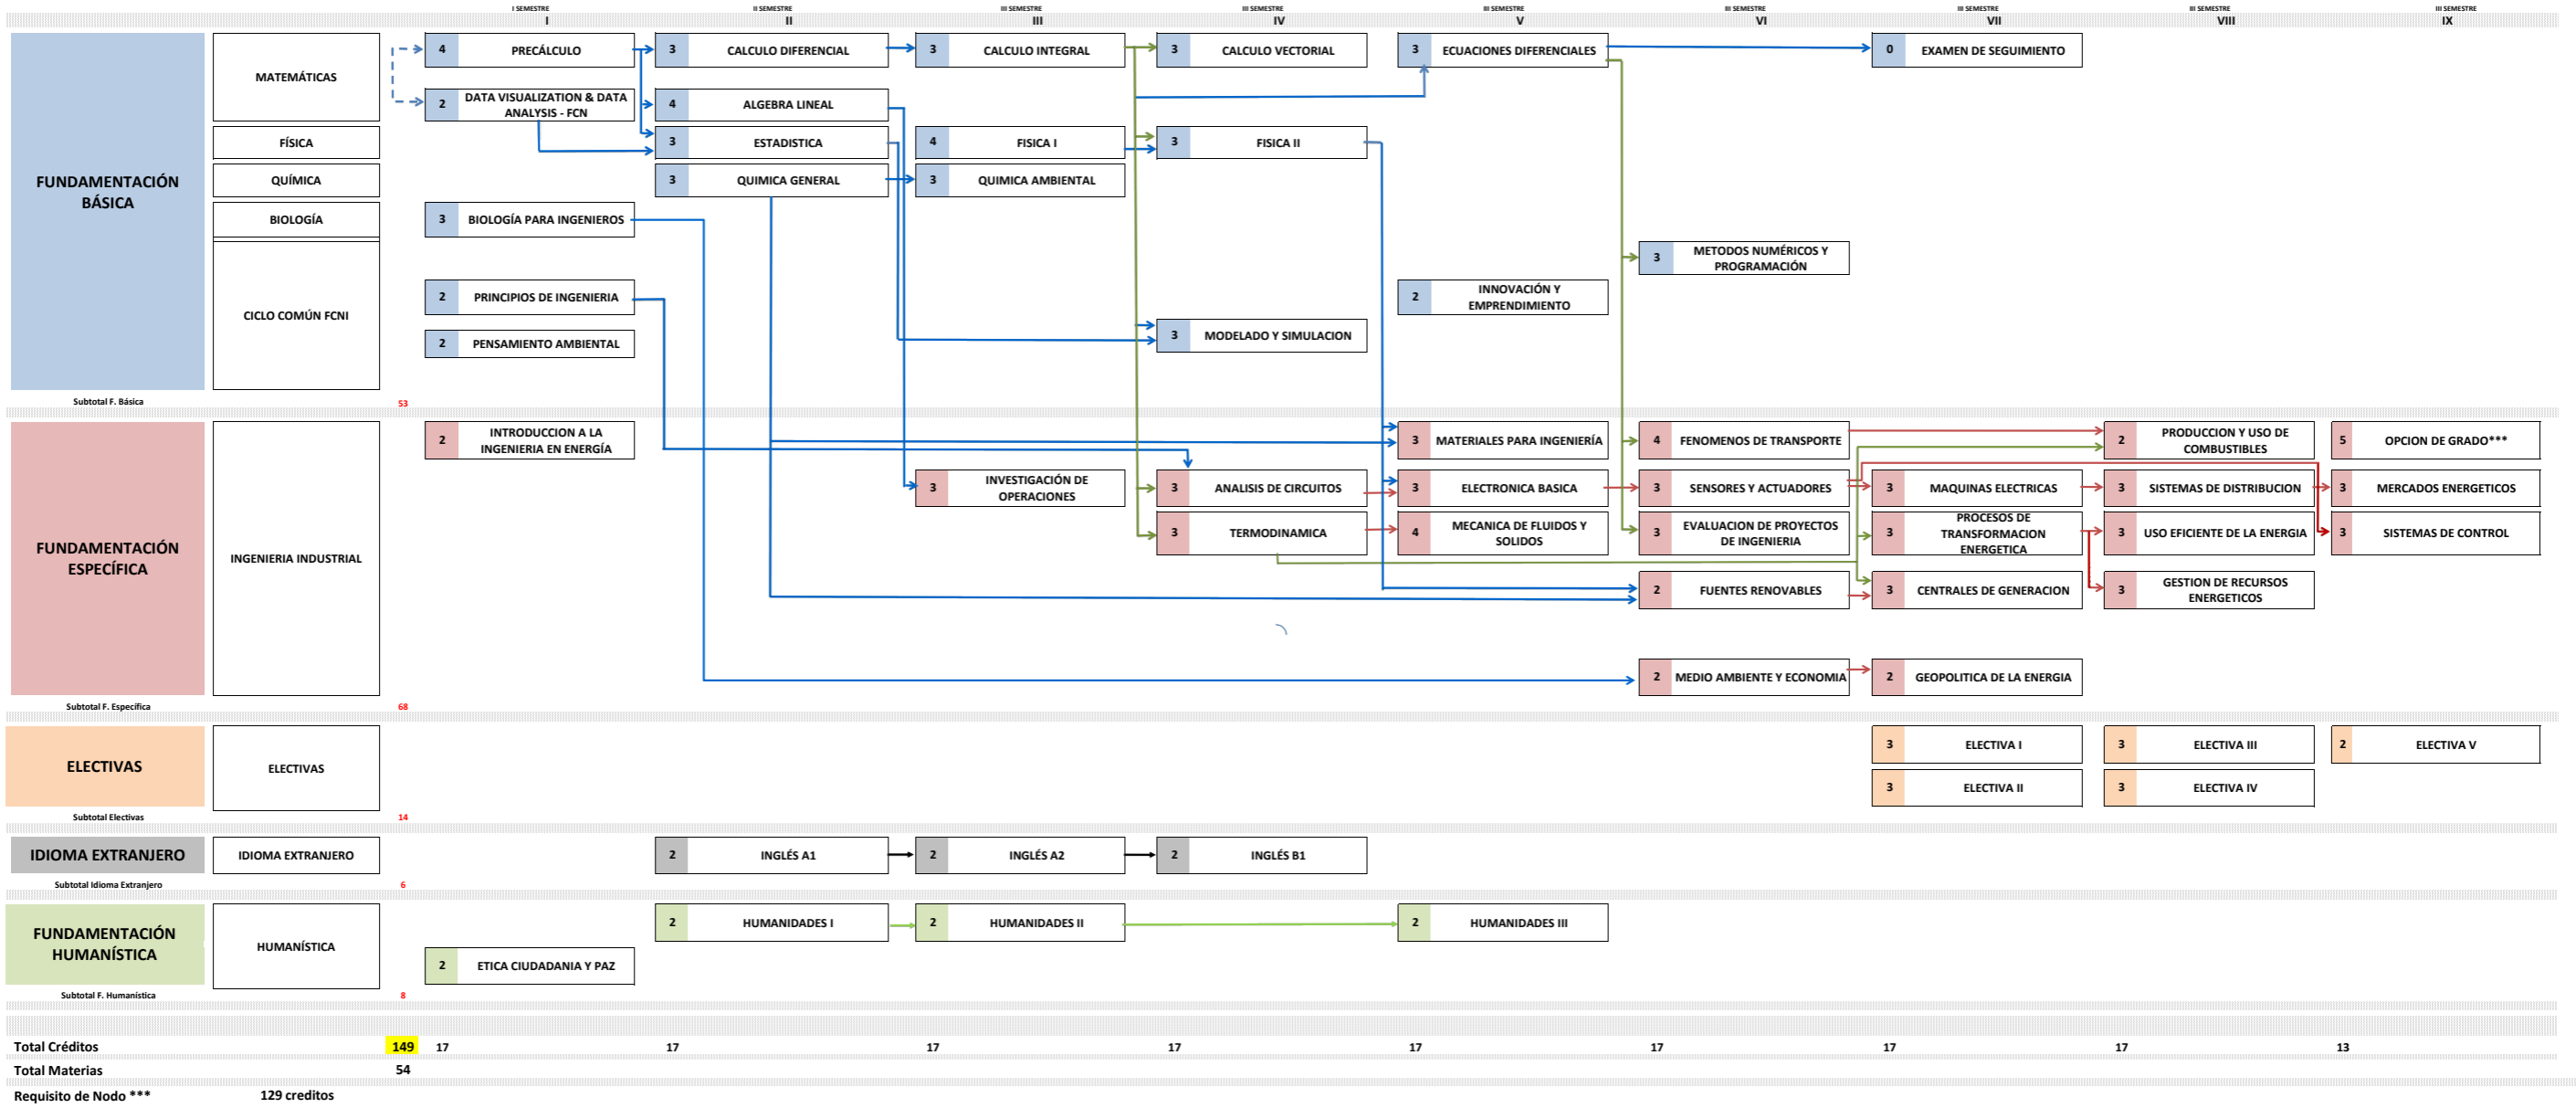 I SEMESTRE II SEMESTRE III SEMESTRE III SEMESTRE III SEMESTRE III SEMESTRE III SEMESTRE III SEMESTRE III SEMESTRE
I II III IV V VI VII VIII IX
FUNDAMENTACIÓN
BÁSICA
MATEMÁTICAS
4 PRECÁLCULO
3 CALCULO DIFERENCIAL
3 CALCULO INTEGRAL
3 CALCULO VECTORIAL
3 ECUACIONES DIFERENCIALES
0 EXAMEN DE SEGUIMIENTO
2 DATA VISUALIZATION & DATA
ANALYSIS - FCN
4 ALGEBRA LINEAL
FÍSICA
3 ESTADISTICA
4 FISICA I
3 FISICA II
QUÍMICA
3 QUIMICA GENERAL
3 QUIMICA AMBIENTAL
BIOLOGÍA
3 BIOLOGÍA PARA INGENIEROS
CICLO COMÚN FCNI
3 METODOS NUMÉRICOS Y
PROGRAMACIÓN
2 PRINCIPIOS DE INGENIERIA
2 INNOVACIÓN Y
EMPRENDIMIENTO
2 PENSAMIENTO AMBIENTAL
3 MODELADO Y SIMULACION
Subtotal F. Básica 53
FUNDAMENTACIÓN
ESPECÍFICA
INGENIERIA INDUSTRIAL
2 INTRODUCCION A LA
INGENIERIA EN ENERGÍA
3 MATERIALES PARA INGENIERÍA
4 FENOMENOS DE TRANSPORTE
2 PRODUCCION Y USO DE
COMBUSTIBLES
5 OPCION DE GRADO***
3 INVESTIGACIÓN DE
OPERACIONES
3 ANALISIS DE CIRCUITOS
3 ELECTRONICA BASICA
3 SENSORES Y ACTUADORES
3 MAQUINAS ELECTRICAS
3 SISTEMAS DE DISTRIBUCION
3 MERCADOS ENERGETICOS
3 TERMODINAMICA
4 MECANICA DE FLUIDOS Y
SOLIDOS
3 EVALUACION DE PROYECTOS
DE INGENIERIA
3 PROCESOS DE
TRANSFORMACION
ENERGETICA
3 USO EFICIENTE DE LA ENERGIA
3 SISTEMAS DE CONTROL
2 FUENTES RENOVABLES
3 CENTRALES DE GENERACION
3 GESTION DE RECURSOS
ENERGETICOS
2 MEDIO AMBIENTE Y ECONOMIA
2 GEOPOLITICA DE LA ENERGIA
Subtotal F. Específica 68
ELECTIVAS
ELECTIVAS
3 ELECTIVA I
3 ELECTIVA III
2 ELECTIVA V
3 ELECTIVA II
3 ELECTIVA IV
Subtotal Electivas 14
IDIOMA EXTRANJERO
IDIOMA EXTRANJERO
2 INGLÉS A1
2 INGLÉS A2
2 INGLÉS B1
Subtotal Idioma Extranjero 6
FUNDAMENTACIÓN
HUMANÍSTICA
HUMANÍSTICA
2 HUMANIDADES I
2 HUMANIDADES II
2 HUMANIDADES III
2 ETICA CIUDADANIA Y PAZ
Subtotal F. Humanística 8
Total Créditos 149 17 17 17 17 17 17 17 17 13
Total Materias 54
Requisito de Nodo *** 129 creditos